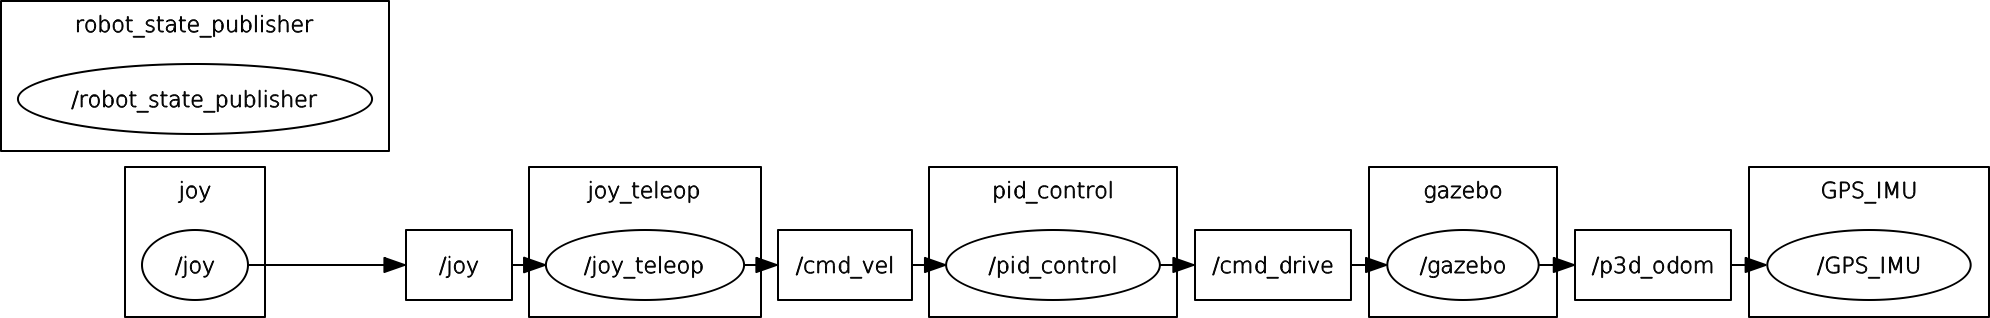 robot_state_publisher
/robot_state_publisher
joy
/joy
/joy
joy_teleop
/joy_teleop
/cmd_vel
pid_control
/pid_control
/cmd_drive
gazebo
/gazebo
/p3d_odom
GPS_IMU
/GPS_IMU